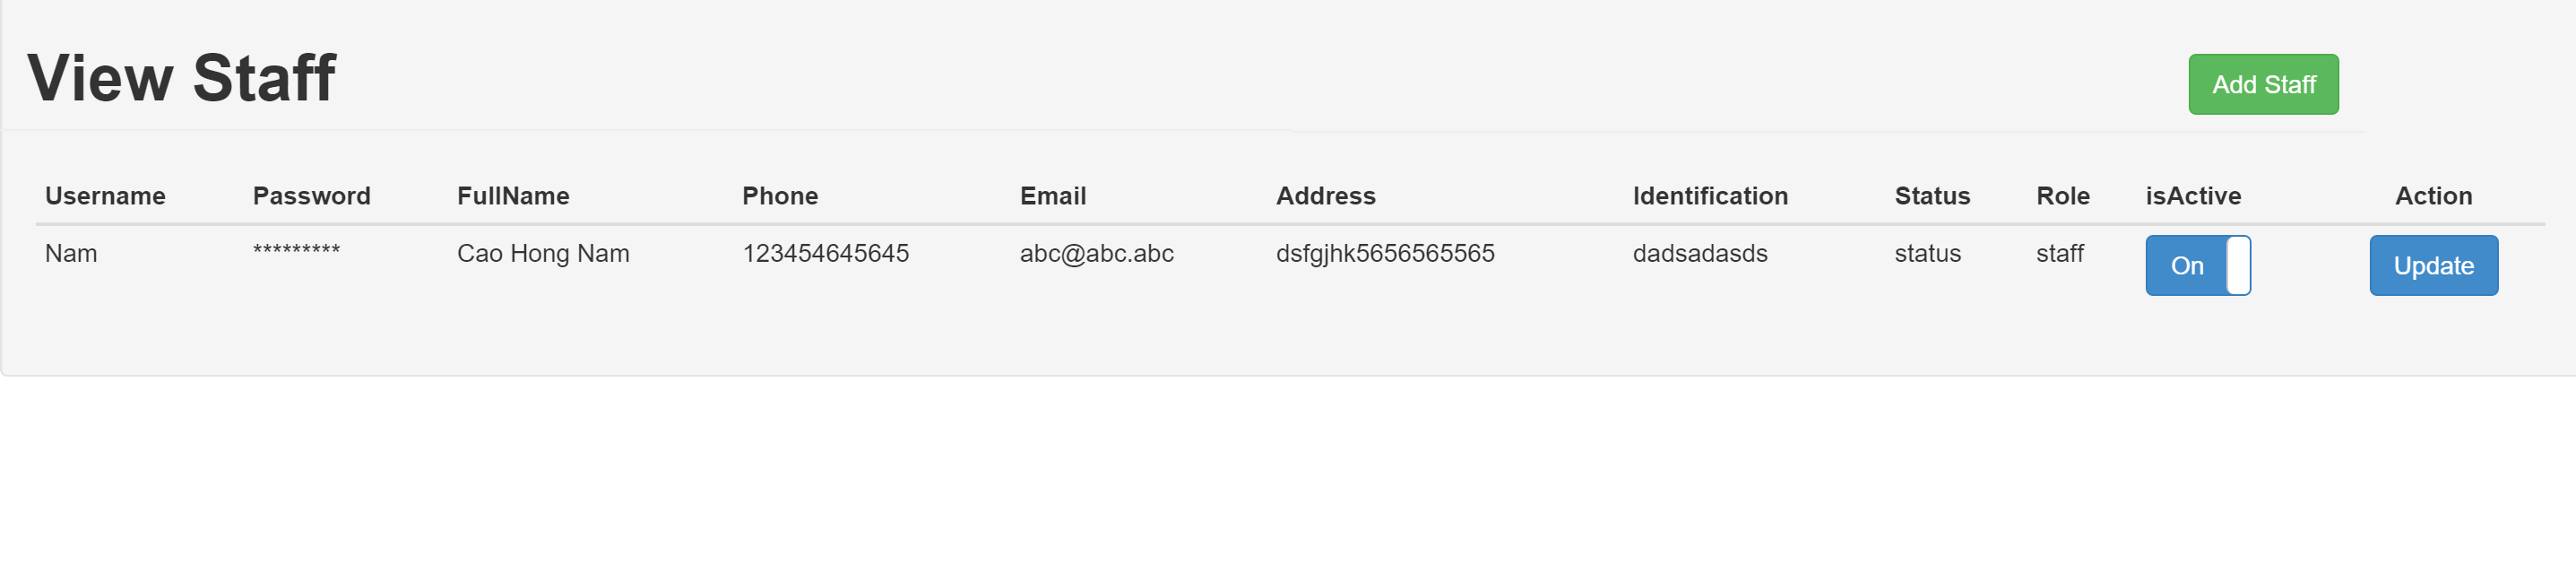 View Staff
Add Staff
Username Password FullName Phone Email Address Identification Status Role isActive Action
Nam ********* Cao Hong Nam 123454645645 abc@abc.abc dsfgjhk5656565565 dadsadasds status staff On Update